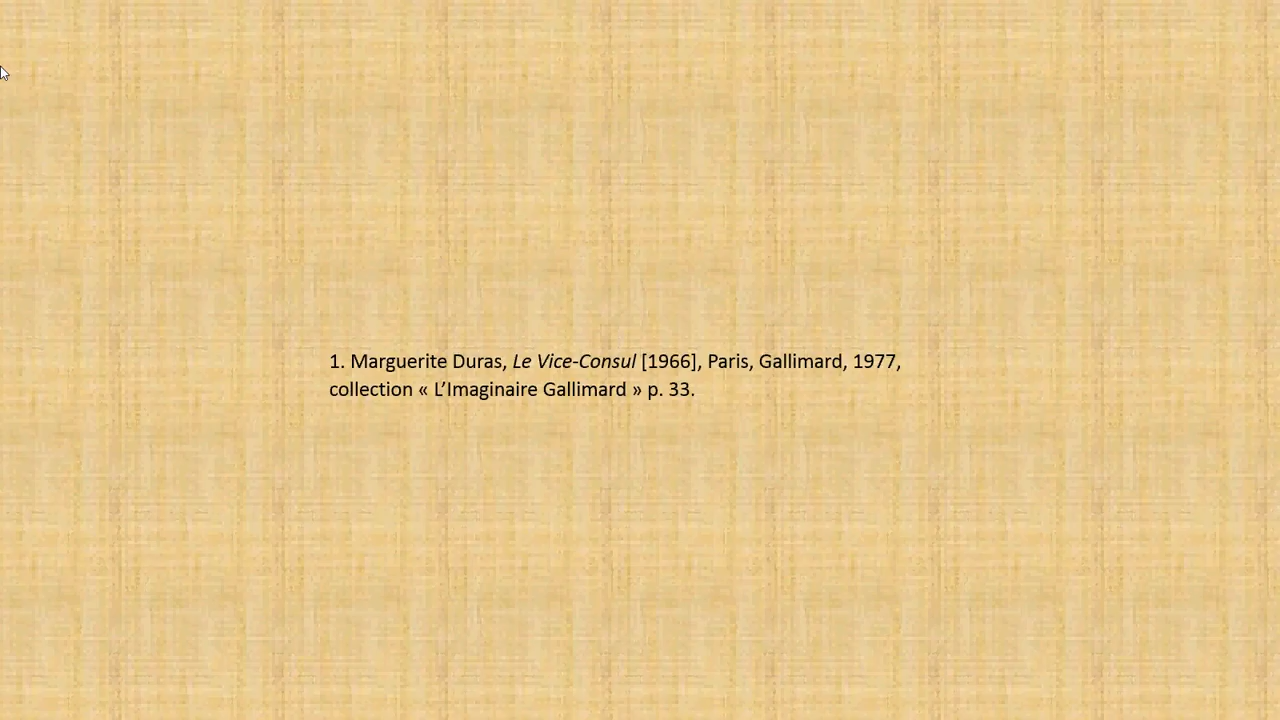 1. Marguerite Duras, Le Vice-Consul [1966], Paris, Gallimard, 1977,
collection « L’Imaginaire Gallimard » p. 33.